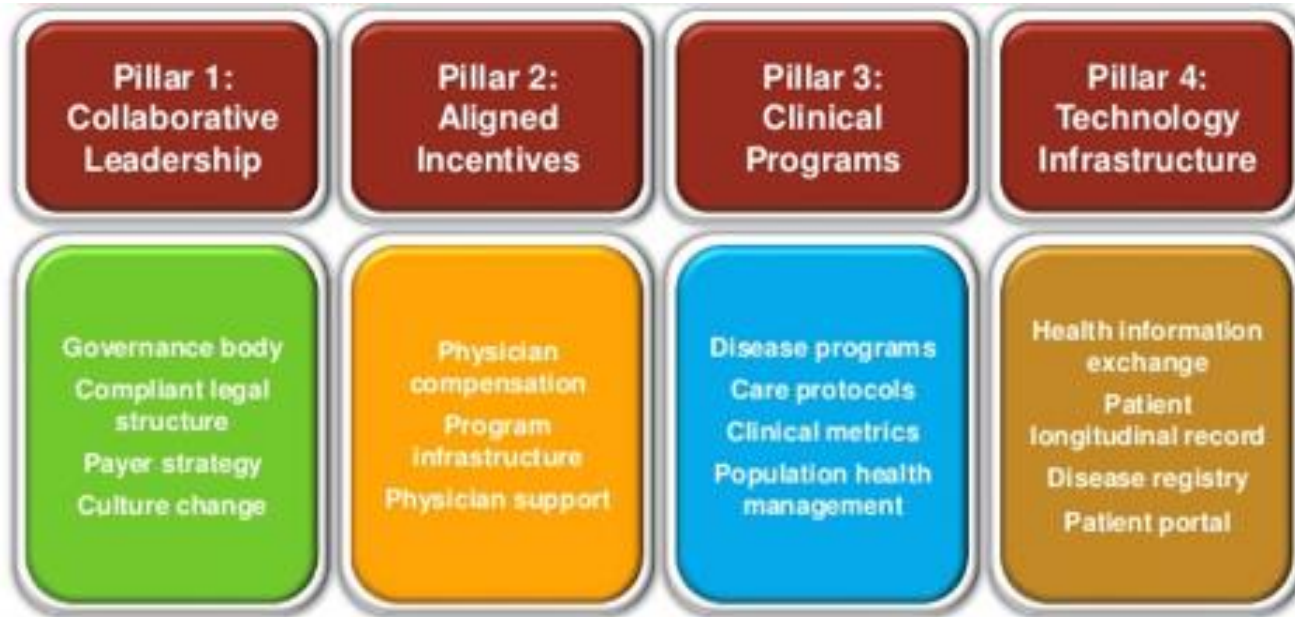 Pillar 1:
Collaborative
Leadership
Pillar 2:
Aligned
Incentives
Pillar 3:
Clinical
Programs
Pillar 4:
Technology
Infrastructure
Governance body
Compliant legal
structure
Payer strategy
Culture change
Physician
compensation
Program
infrastructure
Physician support
Disease programs
Care protocols
Clinical metrics
Population health
management
Health information
exchange
Patient
longitudinal record
Disease registry
Patient portal